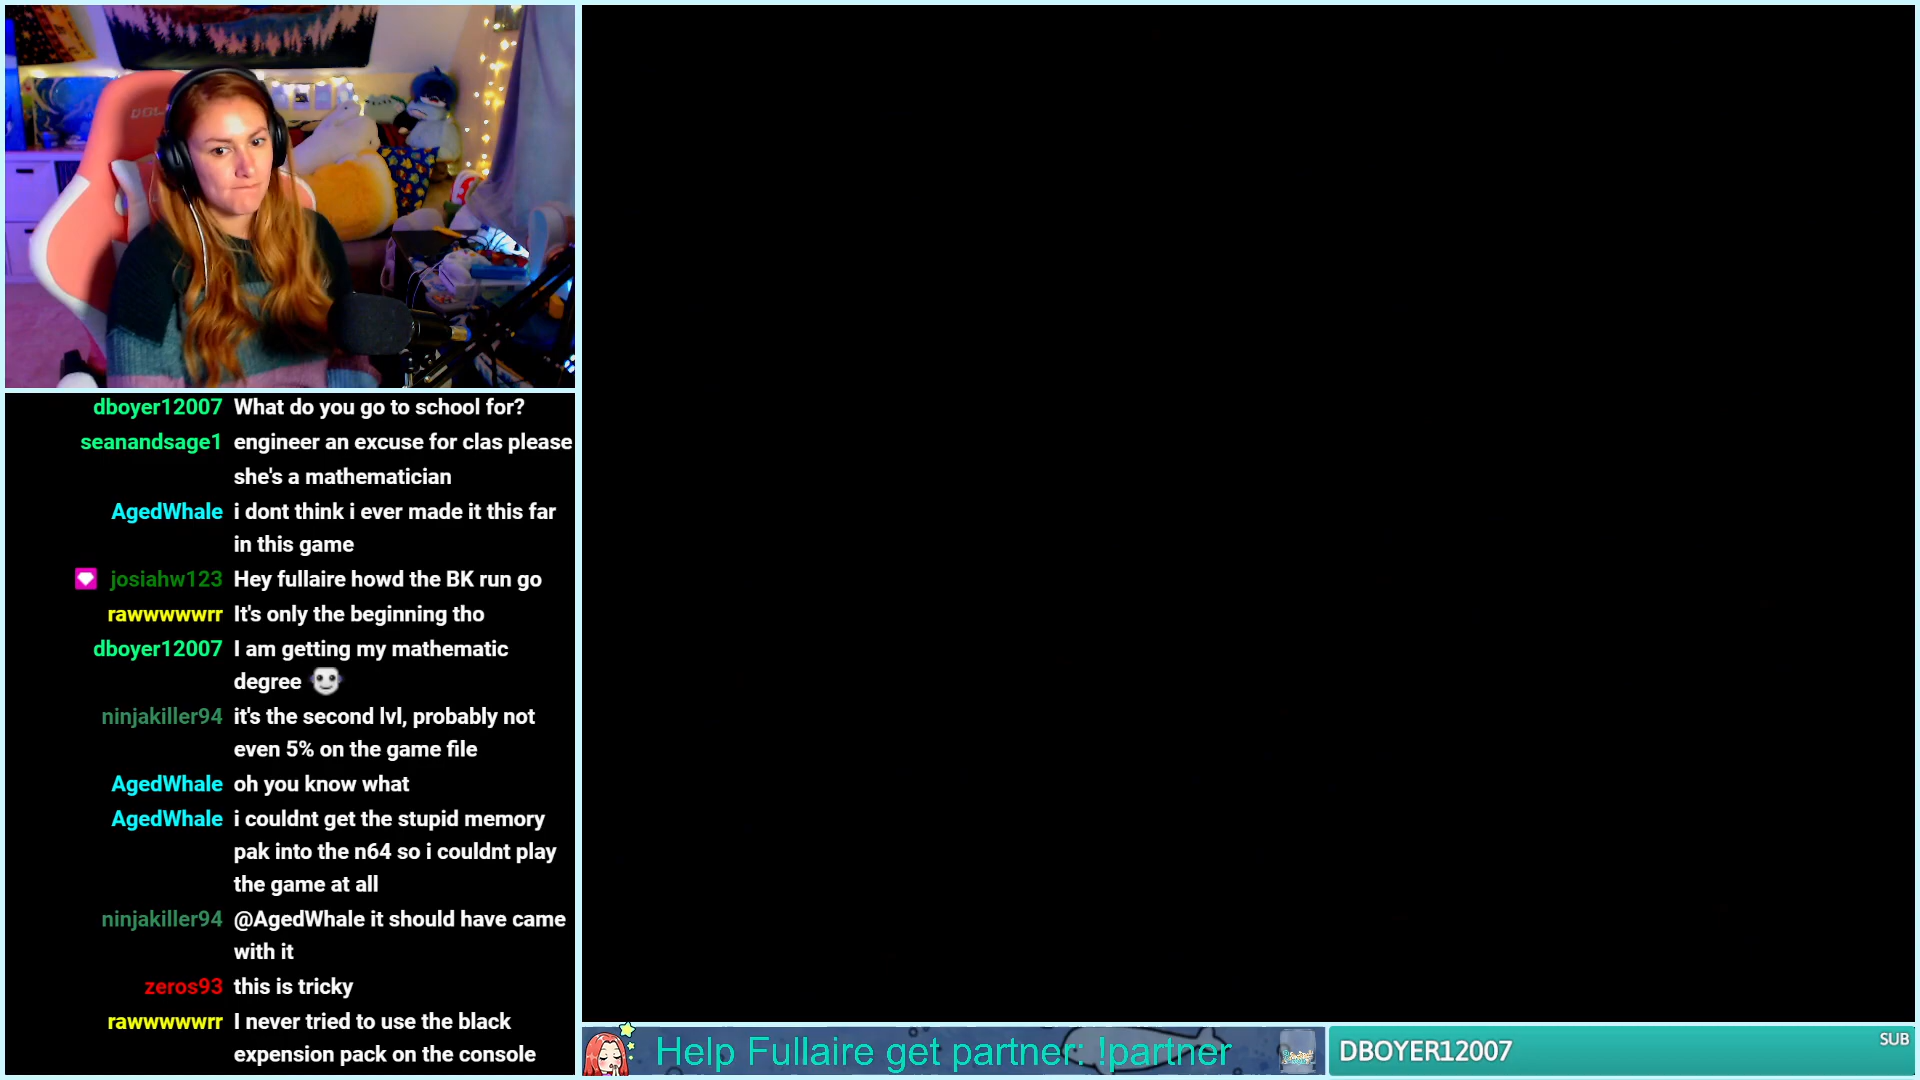 dboyer12007 What do you go to school for?
seanandsage1 engineer an excuse for clas please
she's a mathematician
AgedWhale i dont think i ever made it this far
in this game
josiahw123 Hey fullaire howd the BK run go
rawwwwwrr It's only the beginning tho
dboyer12007 I am getting my mathematic
degree
ninjakiller94 it's the second lvl, probably not
even 5% on the game file
AgedWhale oh you know what
AgedWhale i couldnt get the stupid memory
pak into the n64 so i couldnt play
the game at all
ninjakiller94 @AgedWhale it should have came
with it
zeros93 this is tricky
rawwwwwrr I never tried to use the black
expension pack on the console
Help Fullaire get partner: !partner
DBOYER12007
SUB